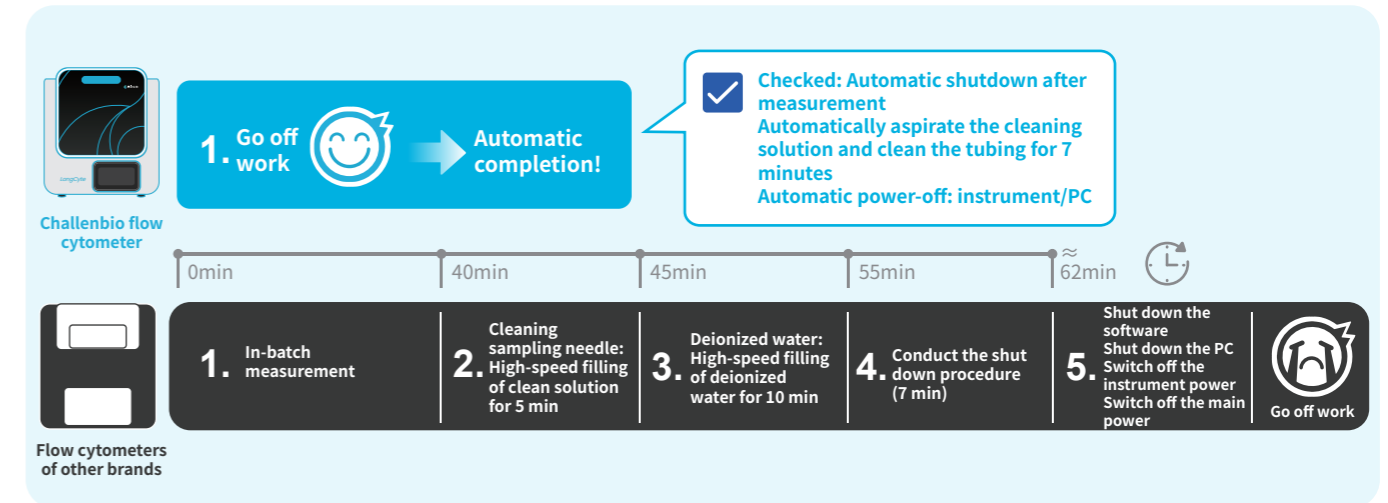 1. Go off
work
Automatic
completion!
Checked: Automatic shutdown after
measurement
Automatically aspirate the cleaning
solution and clean the tubing for 7
minutes
Automatic power-off: instrument/PC
LongCyte
Challenbio flow
cytometer
0min
40min
45min
55min
≈
62min
1. In-batch
measurement
2. Cleaning
sampling needle:
High-speed filling
of clean solution
for 5 min
3. Deionized water:
High-speed filling
of deionized
water for 10 min
4. Conduct the shut
down procedure
(7 min)
5. Shut down the
software
Shut down the PC
Switch off the
instrument power
Switch off the main
power
Go off work
Flow cytometers
of other brands